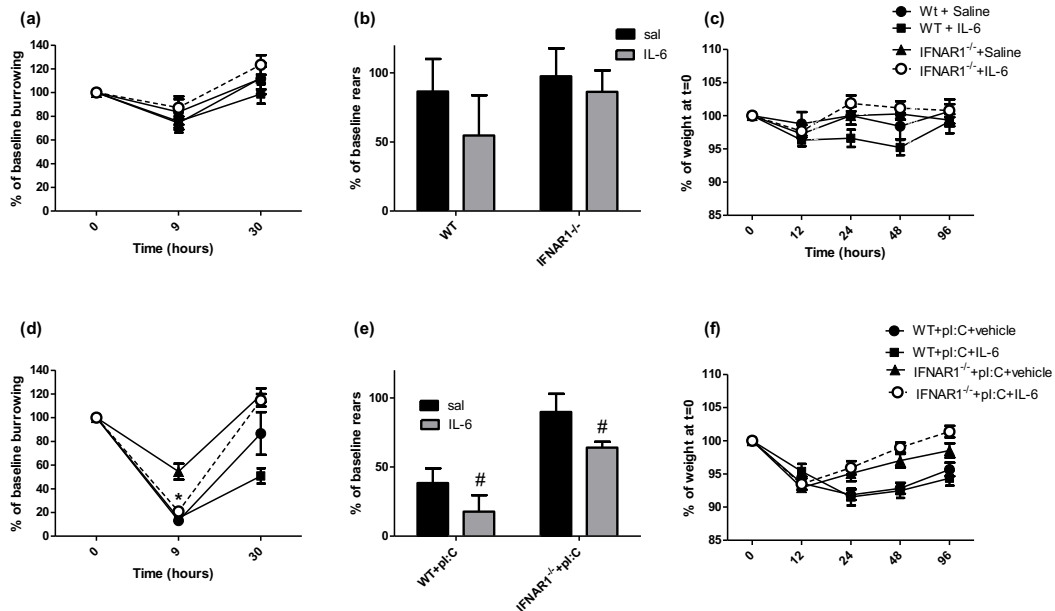 (a)
140
120
100
80
60
40
20
0
% of baseline burrowing
0
9
30
Time (hours)
(b)
sal
IL-6
100
50
0
% of baseline rears
WT
IFNAR1-/-
(c)
Wt + Saline
WT + IL-6
IFNAR1-/-+Saline
IFNAR1-/-+IL-6
110
105
100
95
90
85
% of weight at t=0
0
12
24
48
96
Time (hours)
(d)
140
120
100
80
60
40
20
0
% of baseline burrowing
*
0
9
30
Time (hours)
(e)
sal
IL-6
100
50
0
% of baseline rears
#
#
WT+pI:C
IFNAR1-/-+pI:C
(f)
WT+pI:C+vehicle
WT+pI:C+IL-6
IFNAR1-/-+pI:C+vehicle
IFNAR1-/-+pI:C+IL-6
110
105
100
95
90
85
% of weight at t=0
0
12
24
48
96
Time (hours)